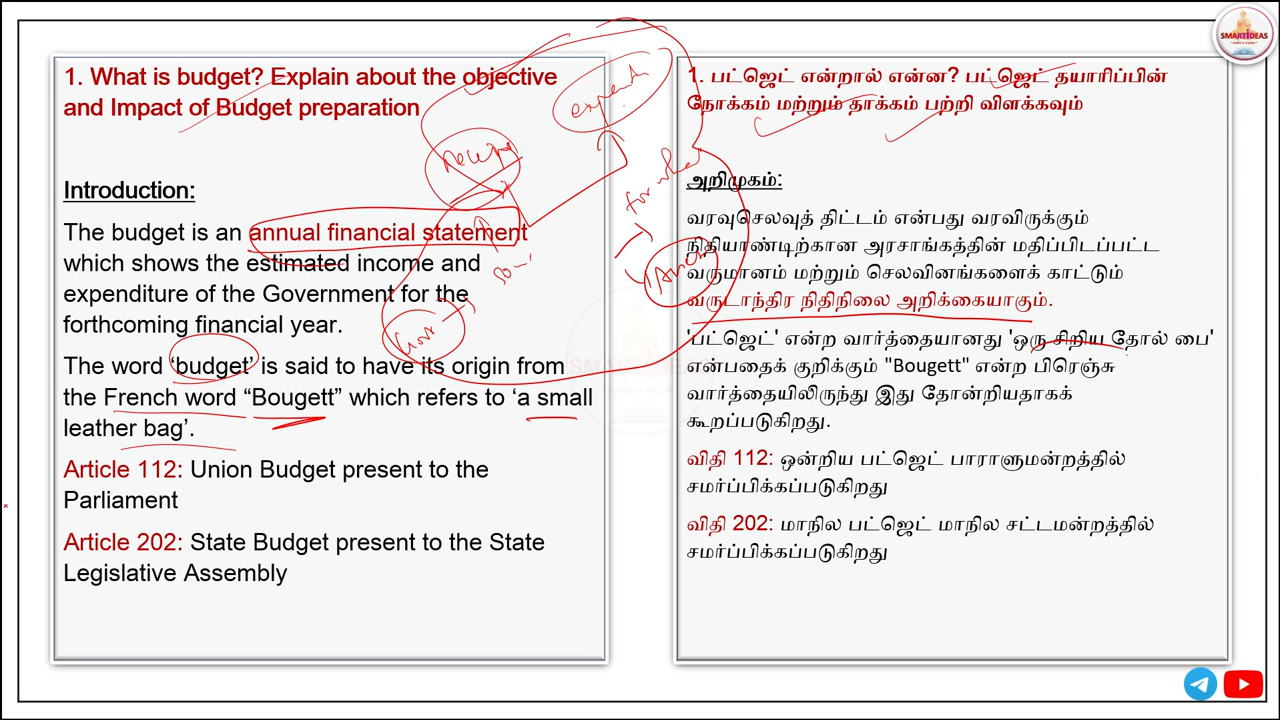 SMARTIDEAS
1. What is budget? Explain about the objective
and Impact of Budget preparation
Introduction:
The budget is an annual financial statement
which shows the estimated income and
expenditure of the Government for the
forthcoming financial year.
The word ‘budget’ is said to have its origin from
the French word “Bougett” which refers to ‘a small
leather bag’.
Article 112: Union Budget present to the
Parliament
Article 202: State Budget present to the State
Legislative Assembly
1. பட்ஜெட் என்றால் என்ன? பட்ஜெட் தயாரிப்பின்
நோக்கம் மற்றும் தாக்கம் பற்றி விளக்கவும்
அறிமுகம்:
வரவுசெலவுத் திட்டம் என்பது வரவிருக்கும்
நிதியாண்டிற்கான அரசாங்கத்தின் மதிப்பிடப்பட்ட
வருமானம் மற்றும் செலவினங்களைக் காட்டும்
வருடாந்திர நிதிநிலை அறிக்கையாகும்.
'பட்ஜெட்' என்ற வார்த்தையானது 'ஒரு சிறிய தோல் பை'
என்பதைக் குறிக்கும் "Bougett" என்ற பிரெஞ்சு
வார்த்தையிலிருந்து இது தோன்றியதாகக்
கூறப்படுகிறது.
விதி 112: ஒன்றிய பட்ஜெட் பாராளுமன்றத்தில்
சமர்ப்பிக்கப்படுகிறது
விதி 202: மாநில பட்ஜெட் மாநில சட்டமன்றத்தில்
சமர்ப்பிக்கப்படுகிறது